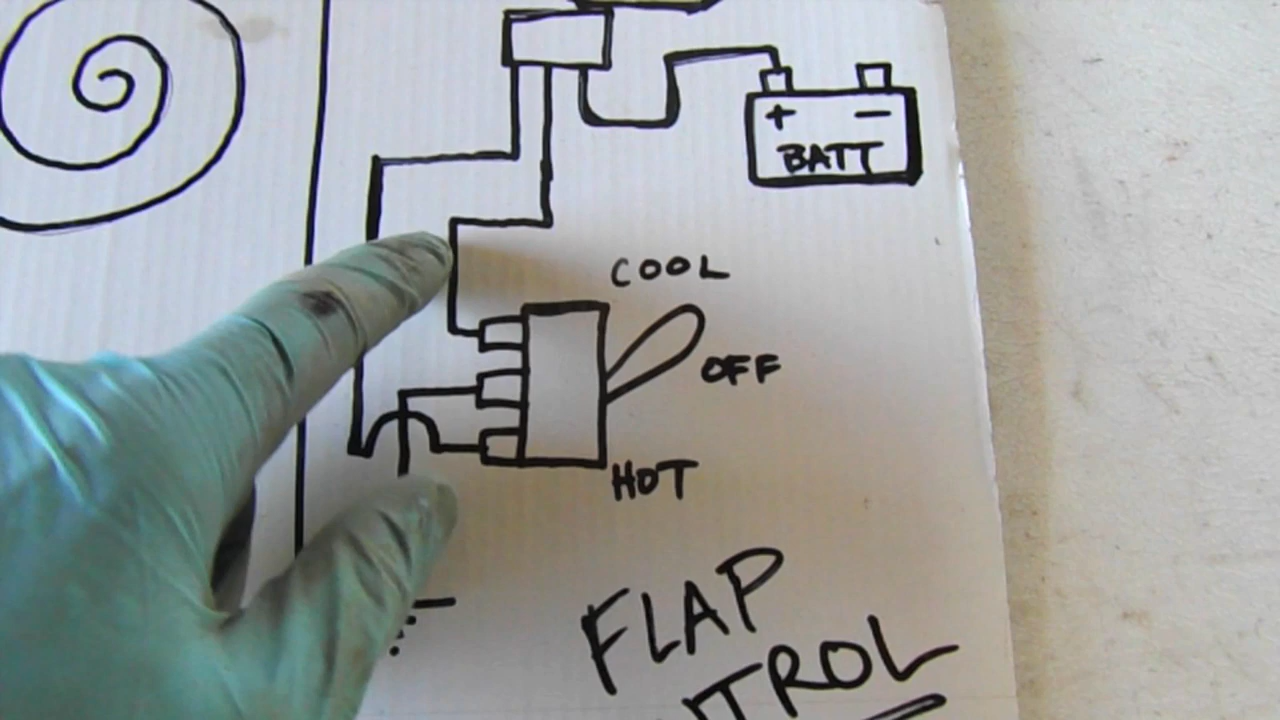 + −
BATT
COOL
OFF
HOT
FLAP
TROL